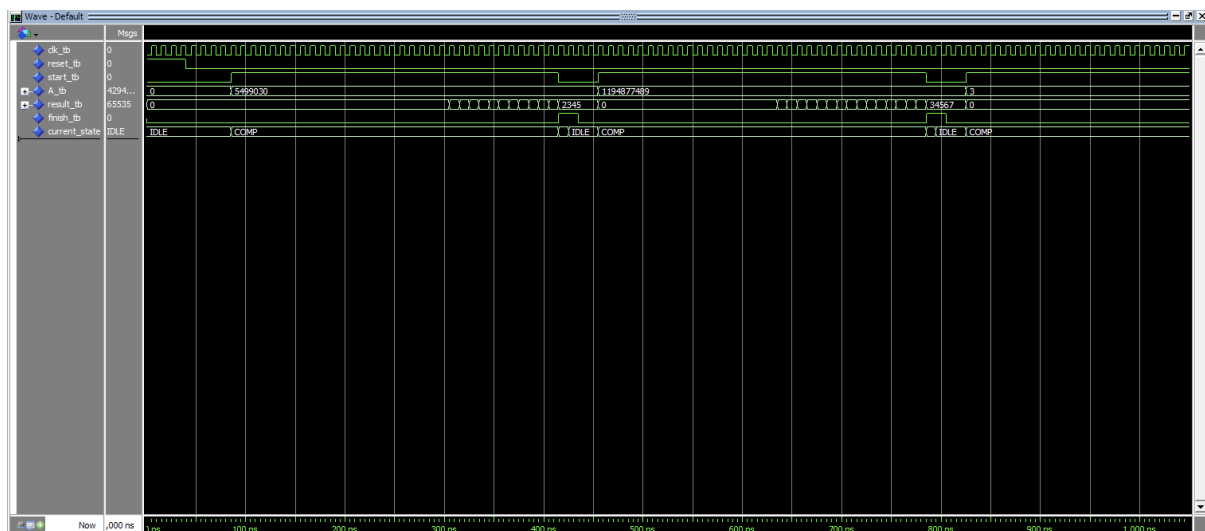 Wave - Default
Msgs
clk_tb 0
reset_tb 0
start_tb 0
A_tb 4294... 0 5499030 1194877489 3
result_tb 65535 0 2345 0 34567 0
finish_tb 0
current_state IDLE IDLE COMP IDLE COMP IDLE COMP
Now ,000 ns 100 ns 200 ns 300 ns 400 ns 500 ns 600 ns 700 ns 800 ns 900 ns